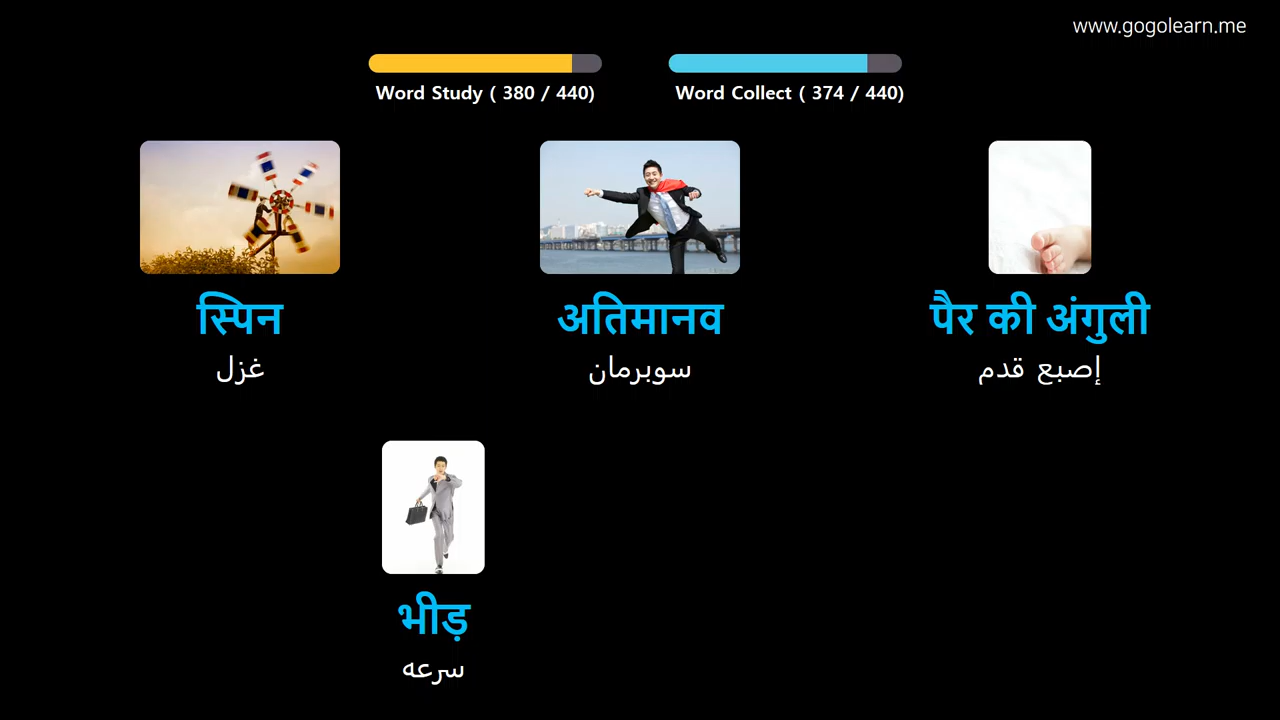 www.gogolearn.me
Word Study ( 380 / 440)
Word Collect ( 374 / 440)
स्पिन
غزل
अतिमानव
سوبرمان
पैर की अंगुली
إصبع قدم
भीड़
سرعه